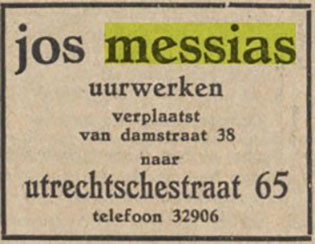 jos messias
uurwerken
verplaatst
van damstraat 38
naar
utrechtschestraat 65
telefoon 32906